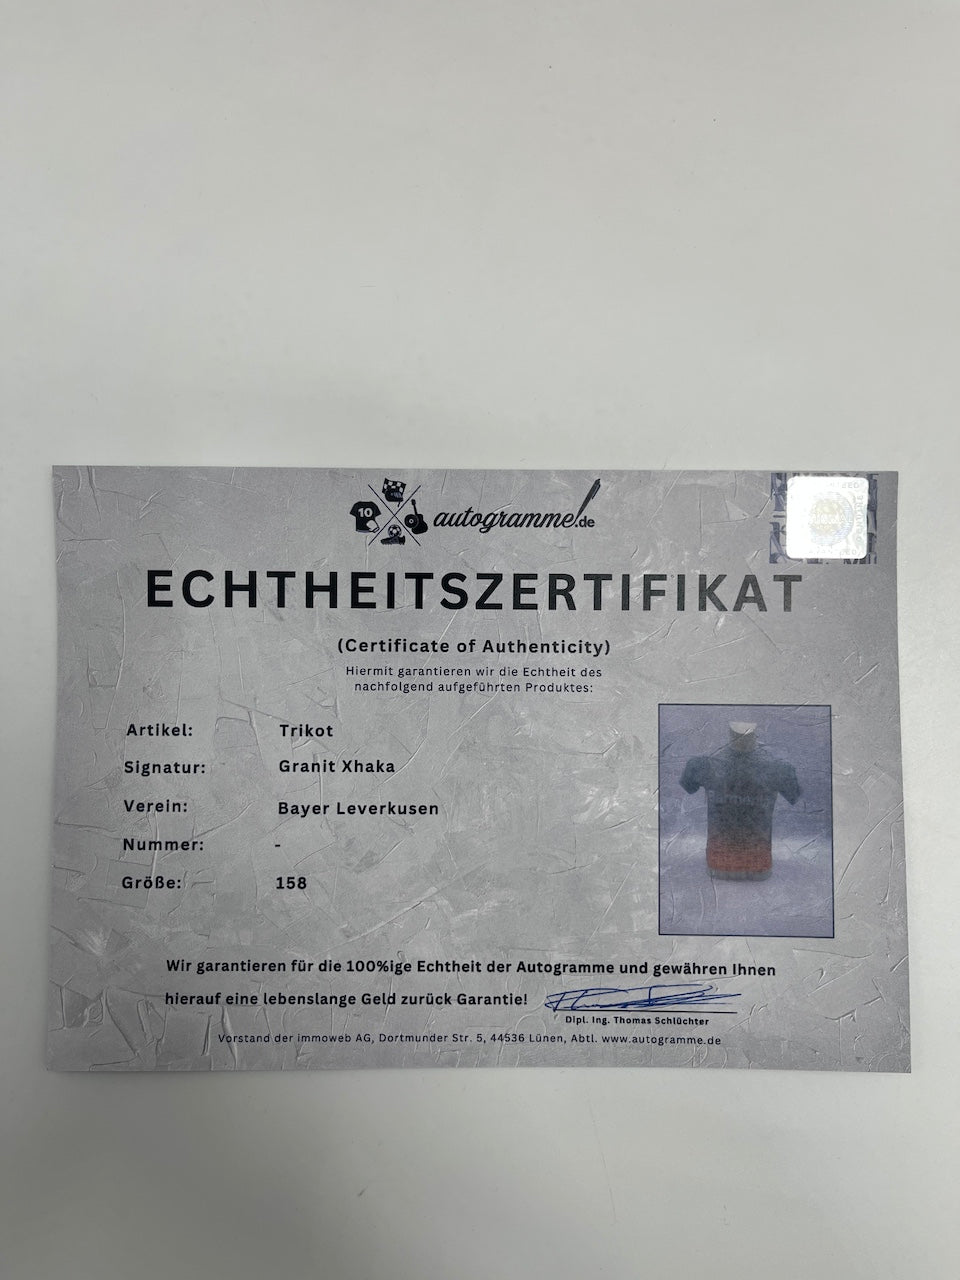 10
autogramme.de
ECHTHEITSZERTIFIKAT
(Certificate of Authenticity)
Hiermit garantieren wir die Echtheit des
nachfolgend aufgeführten Produktes:
Artikel: Trikot
Signatur: Granit Xhaka
Verein: Bayer Leverkusen
Nummer: -
Größe: 158
Wir garantieren für die 100%ige Echtheit der Autogramme und gewähren Ihnen
hierauf eine lebenslange Geld zurück Garantie!
Dipl. Ing. Thomas Schlüchter
Vorstand der immoweb AG, Dortmunder Str. 5, 44536 Lünen, Abtl. www.autogramme.de